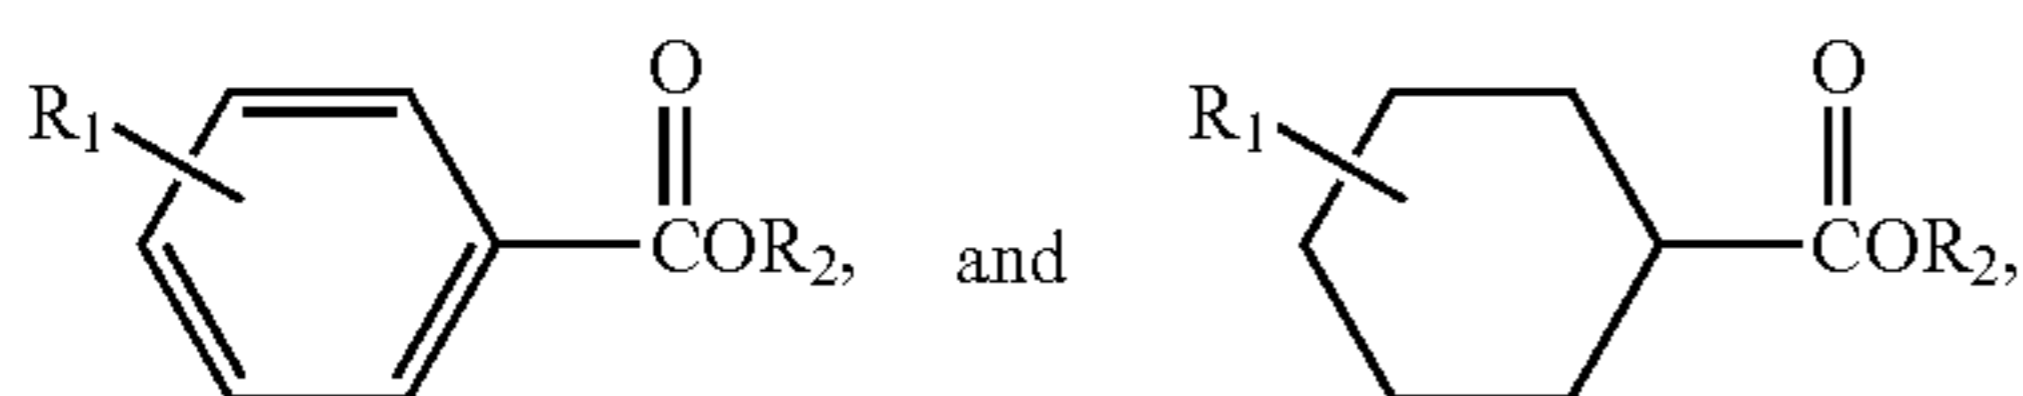 O O
R1 COR2, and R1 COR2,